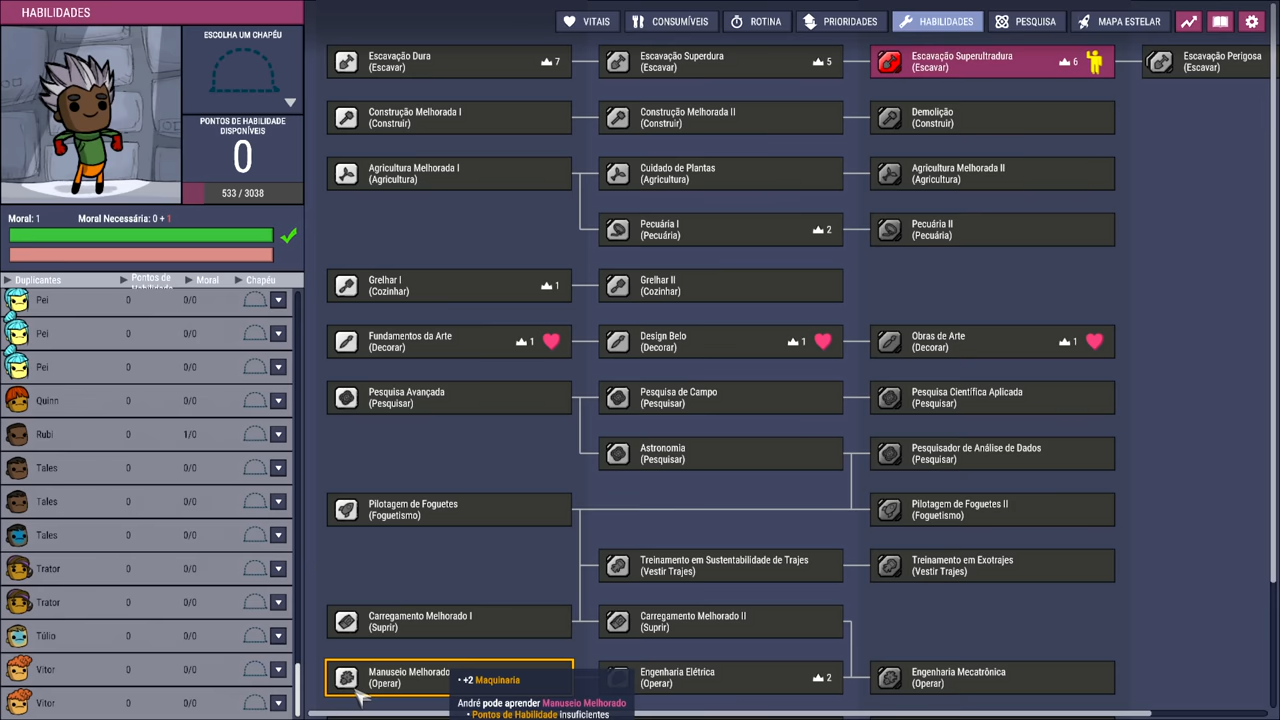 HABILIDADES
VITAIS
CONSUMÍVEIS
ROTINA
PRIORIDADES
HABILIDADES
PESQUISA
MAPA ESTELAR
ESCOLHA UM CHAPÉU
PONTOS DE HABILIDADE DISPONÍVEIS
0
533 / 3038
Moral: 1
Moral Necessária: 0 + 1
Duplicantes
Pontos de Habilidade
Moral
Chapéu
Pei 0 0/0
Pei 0 0/0
Pei 0 0/0
Quinn 0 0/0
Rubi 0 1/0
Tales 0 0/0
Tales 0 0/0
Tales 0 0/0
Trator 0 0/0
Trator 0 0/0
Túlio 0 0/0
Vitor 0 0/0
Vitor 0 0/0
Escavação Dura
(Escavar)
7
Escavação Superdura
(Escavar)
5
Escavação Superultradura
(Escavar)
6
Escavação Perigosa
(Escavar)
Construção Melhorada I
(Construir)
Construção Melhorada II
(Construir)
Demolição
(Construir)
Agricultura Melhorada I
(Agricultura)
Cuidado de Plantas
(Agricultura)
Agricultura Melhorada II
(Agricultura)
Pecuária I
(Pecuária)
2
Pecuária II
(Pecuária)
Grelhar I
(Cozinhar)
1
Grelhar II
(Cozinhar)
Fundamentos da Arte
(Decorar)
1
Design Belo
(Decorar)
1
Obras de Arte
(Decorar)
1
Pesquisa Avançada
(Pesquisar)
Pesquisa de Campo
(Pesquisar)
Pesquisa Científica Aplicada
(Pesquisar)
Astronomia
(Pesquisar)
Pesquisador de Análise de Dados
(Pesquisar)
Pilotagem de Foguetes
(Foguetismo)
Pilotagem de Foguetes II
(Foguetismo)
Treinamento em Sustentabilidade de Trajes
(Vestir Trajes)
Treinamento em Exotrajes
(Vestir Trajes)
Carregamento Melhorado I
(Suprir)
Carregamento Melhorado II
(Suprir)
Manuseio Melhorado
(Operar)
Engenharia Elétrica
(Operar)
2
Engenharia Mecatrônica
(Operar)
• +2 Maquinaria
André pode aprender Manuseio Melhorado
• Pontos de Habilidade insuficientes